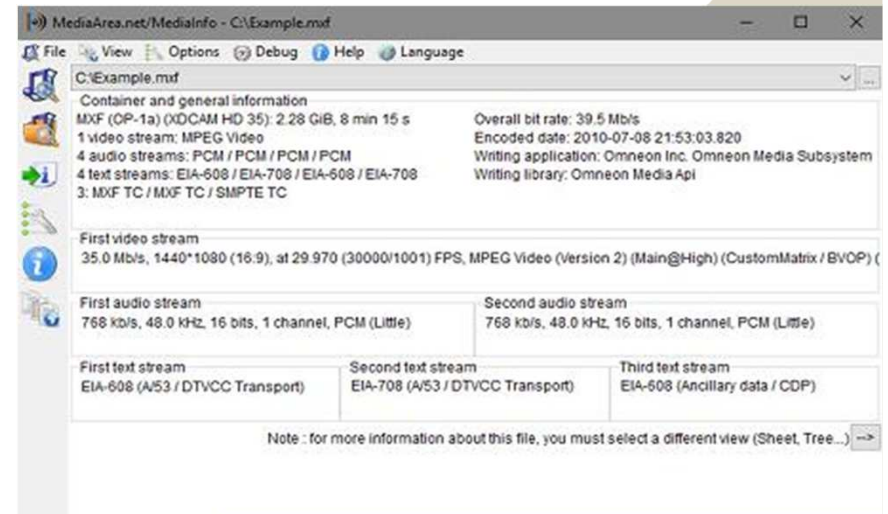 MediaArea.net/MediaInfo - C:\Example.mxf
File View Options Debug Help Language
C:\Example.mxf
Container and general information
MXF (OP-1a) (XDCAM HD 35): 2.28 GiB, 8 min 15 s
1 video stream: MPEG Video
4 audio streams: PCM / PCM / PCM / PCM
4 text streams: EIA-608 / EIA-708 / EIA-608 / EIA-708
3: MXF TC / MXF TC / SMPTE TC
Overall bit rate: 39.5 Mb/s
Encoded date: 2010-07-08 21:53:03.820
Writing application: Omneon Inc. Omneon Media Subsystem
Writing library: Omneon Media Api
First video stream
35.0 Mb/s, 1440*1080 (16:9), at 29.970 (30000/1001) FPS, MPEG Video (Version 2) (Main@High) (CustomMatrix / BVOP) (
First audio stream
768 kb/s, 48.0 kHz, 16 bits, 1 channel, PCM (Little)
Second audio stream
768 kb/s, 48.0 kHz, 16 bits, 1 channel, PCM (Little)
First text stream
EIA-608 (A/53 / DTVCC Transport)
Second text stream
EIA-708 (A/53 / DTVCC Transport)
Third text stream
EIA-608 (Ancillary data / CDP)
Note : for more information about this file, you must select a different view (Sheet, Tree...)
-->